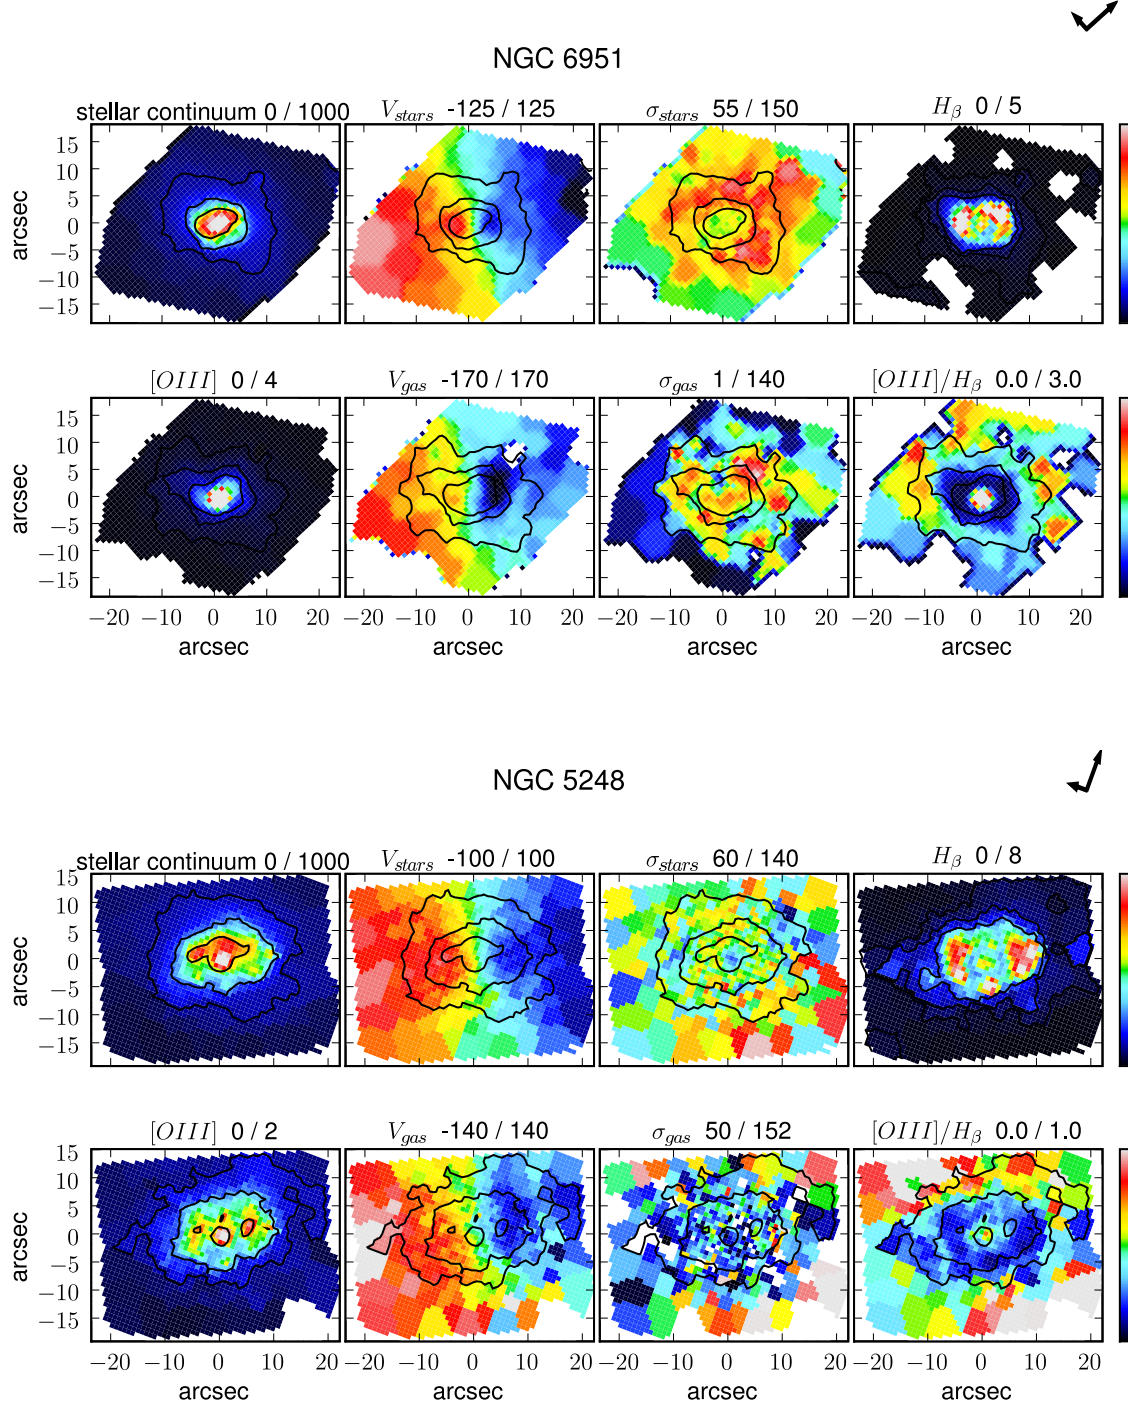 NGC 6951
stellar continuum 0 / 1000 V_stars -125 / 125 σ_stars 55 / 150 H_β 0 / 5
15
10
5
0
−5
−10
−15
arcsec
[OIII] 0 / 4 V_gas -170 / 170 σ_gas 1 / 140 [OIII]/H_β 0.0 / 3.0
15
10
5
0
−5
−10
−15
arcsec
−20 −10 0 10 20 −20 −10 0 10 20 −20 −10 0 10 20 −20 −10 0 10 20
arcsec arcsec arcsec arcsec
NGC 5248
stellar continuum 0 / 1000 V_stars -100 / 100 σ_stars 60 / 140 H_β 0 / 8
15
10
5
0
−5
−10
−15
arcsec
[OIII] 0 / 2 V_gas -140 / 140 σ_gas 50 / 152 [OIII]/H_β 0.0 / 1.0
15
10
5
0
−5
−10
−15
arcsec
−20 −10 0 10 20 −20 −10 0 10 20 −20 −10 0 10 20 −20 −10 0 10 20
arcsec arcsec arcsec arcsec